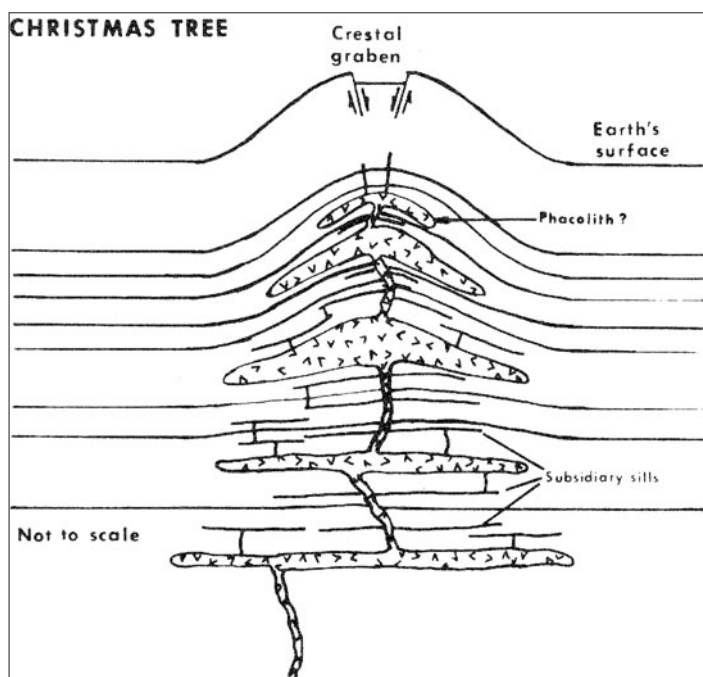 CHRISTMAS TREE
Crestal
graben
Earth's
surface
Phacolith ?
Subsidiary sills
Not to scale